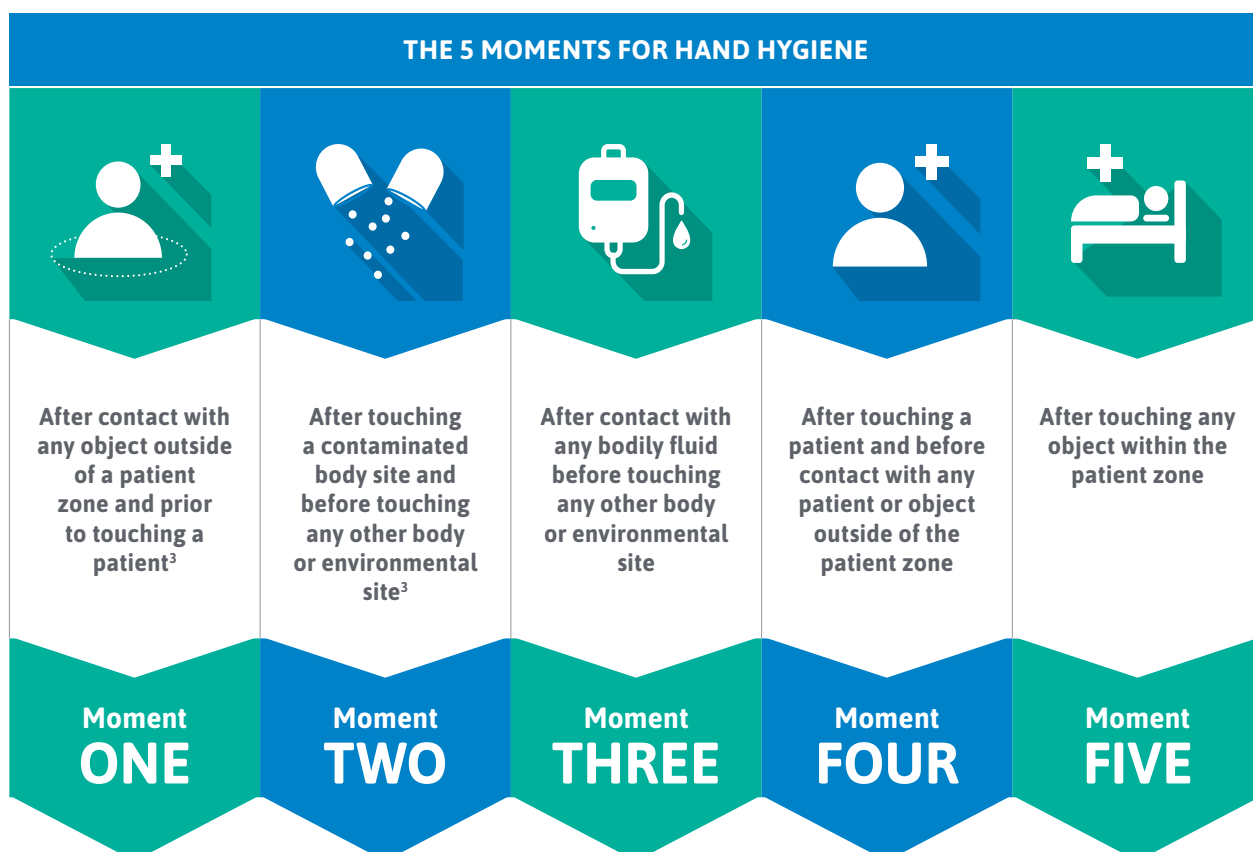 THE 5 MOMENTS FOR HAND HYGIENE
After contact with
any object outside
of a patient
zone and prior
to touching a
patient³
After touching
a contaminated
body site and
before touching
any other body
or environmental
site³
After contact with
any bodily fluid
before touching
any other body
or environmental
site
After touching a
patient and before
contact with any
patient or object
outside of the
patient zone
After touching any
object within the
patient zone
Moment
ONE
Moment
TWO
Moment
THREE
Moment
FOUR
Moment
FIVE